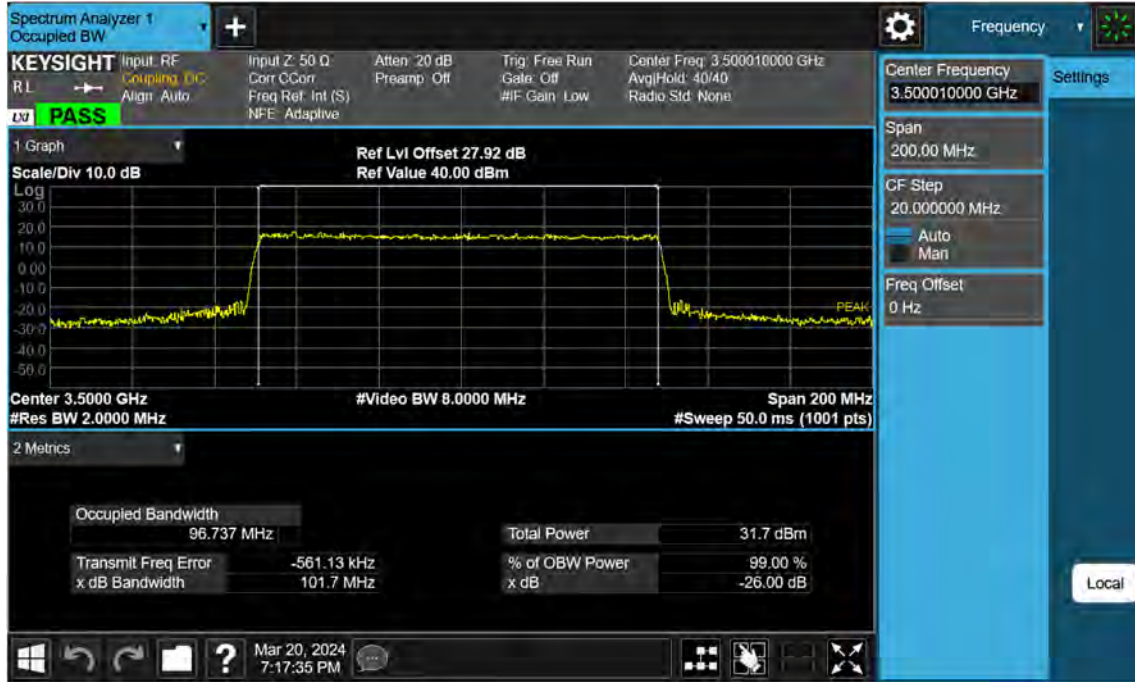 Spectrum Analyzer 1
Occupied BW
+
Frequency
KEYSIGHT
Input: RF
Coupling: DC
Align: Auto
Input Z: 50 Ω
Corr CCorr
Freq Ref: Int (S)
NFE: Adaptive
Atten: 20 dB
Preamp: Off
Trig: Free Run
Gate: Off
#IF Gain: Low
Center Freq: 3.500010000 GHz
Avg|Hold: 40/40
Radio Std: None
R L
LXI
PASS
Center Frequency
3.500010000 GHz
Settings
Span
200.00 MHz
CF Step
20.000000 MHz
Auto
Man
Freq Offset
0 Hz
1 Graph
Scale/Div 10.0 dB
Ref Lvl Offset 27.92 dB
Ref Value 40.00 dBm
Log
30.0
20.0
10.0
0.00
-10.0
-20.0
-30.0
-40.0
-50.0
PEAK
Center 3.5000 GHz
#Video BW 8.0000 MHz
Span 200 MHz
#Res BW 2.0000 MHz
#Sweep 50.0 ms (1001 pts)
2 Metrics
Occupied Bandwidth
96.737 MHz
Total Power 31.7 dBm
Transmit Freq Error -561.13 kHz
% of OBW Power 99.00 %
x dB Bandwidth 101.7 MHz
x dB -26.00 dB
Local
?
Mar 20, 2024
7:17:35 PM